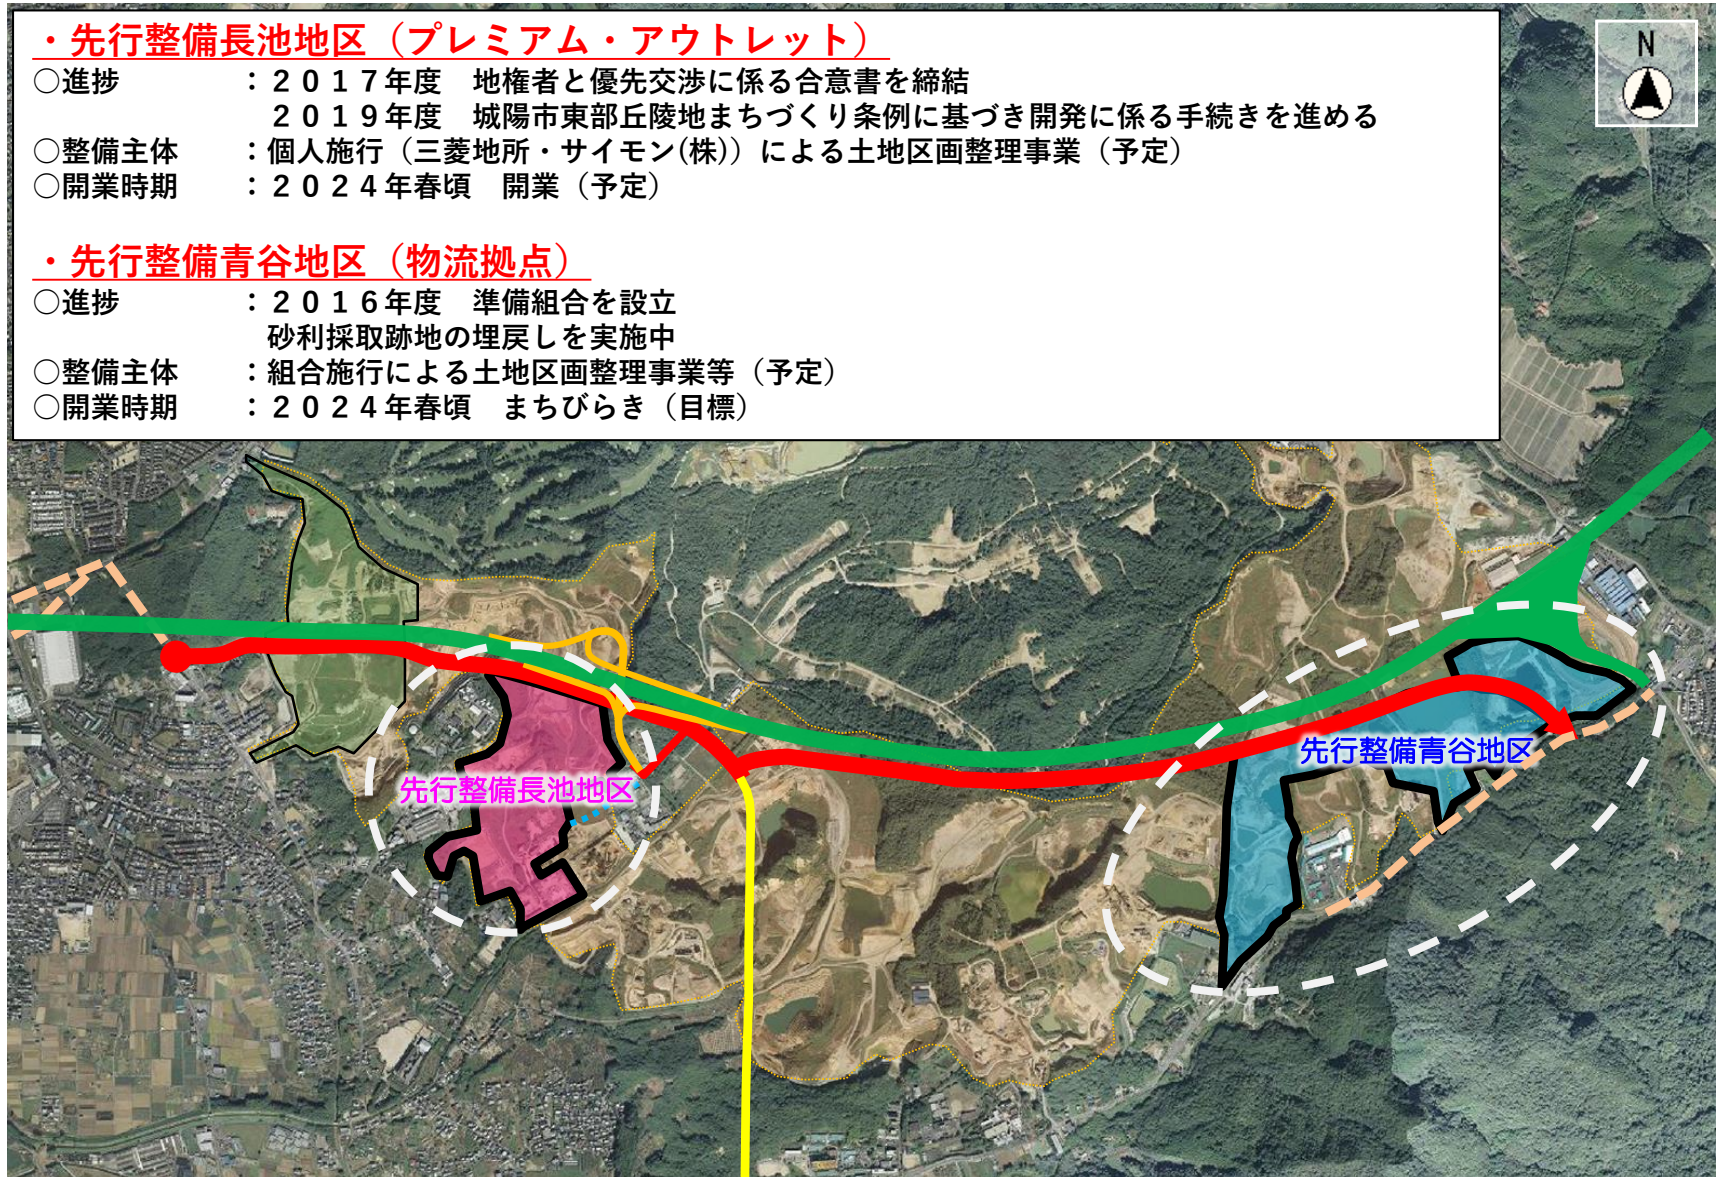 ・先行整備長池地区（プレミアム・アウトレット）
○進捗　　　　：２０１７年度　地権者と優先交渉に係る合意書を締結
２０１９年度　城陽市東部丘陵地まちづくり条例に基づき開発に係る手続きを進める
○整備主体　　：個人施行（三菱地所・サイモン(株)）による土地区画整理事業（予定）
○開業時期　　：２０２４年春頃　開業（予定）
・先行整備青谷地区（物流拠点）
○進捗　　　　：２０１６年度　準備組合を設立
砂利採取跡地の埋戻しを実施中
○整備主体　　：組合施行による土地区画整理事業等（予定）
○開業時期　　：２０２４年春頃　まちびらき（目標）
N
先行整備青谷地区
先行整備長池地区